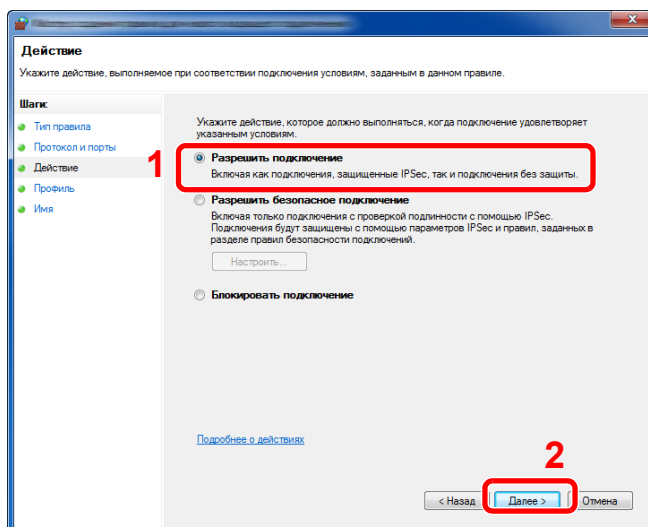 Действие
Укажите действие, выполняемое при соответствии подключения условиям, заданным в данном правиле.
Шаги:
Тип правила
Протокол и порты
Действие
Профиль
Имя
Укажите действие, которое должно выполняться, когда подключение удовлетворяет
указанным условиям.
1
Разрешить подключение
Включая как подключения, защищенные IPSec, так и подключения без защиты.
Разрешить безопасное подключение
Включая только подключения с проверкой подлинности с помощью IPSec.
Подключения будут защищены с помощью параметров IPSec и правил, заданных в
разделе правил безопасности подключений.
Настроить...
Блокировать подключение
Подробнее о действиях
2
< Назад
Далее >
Отмена